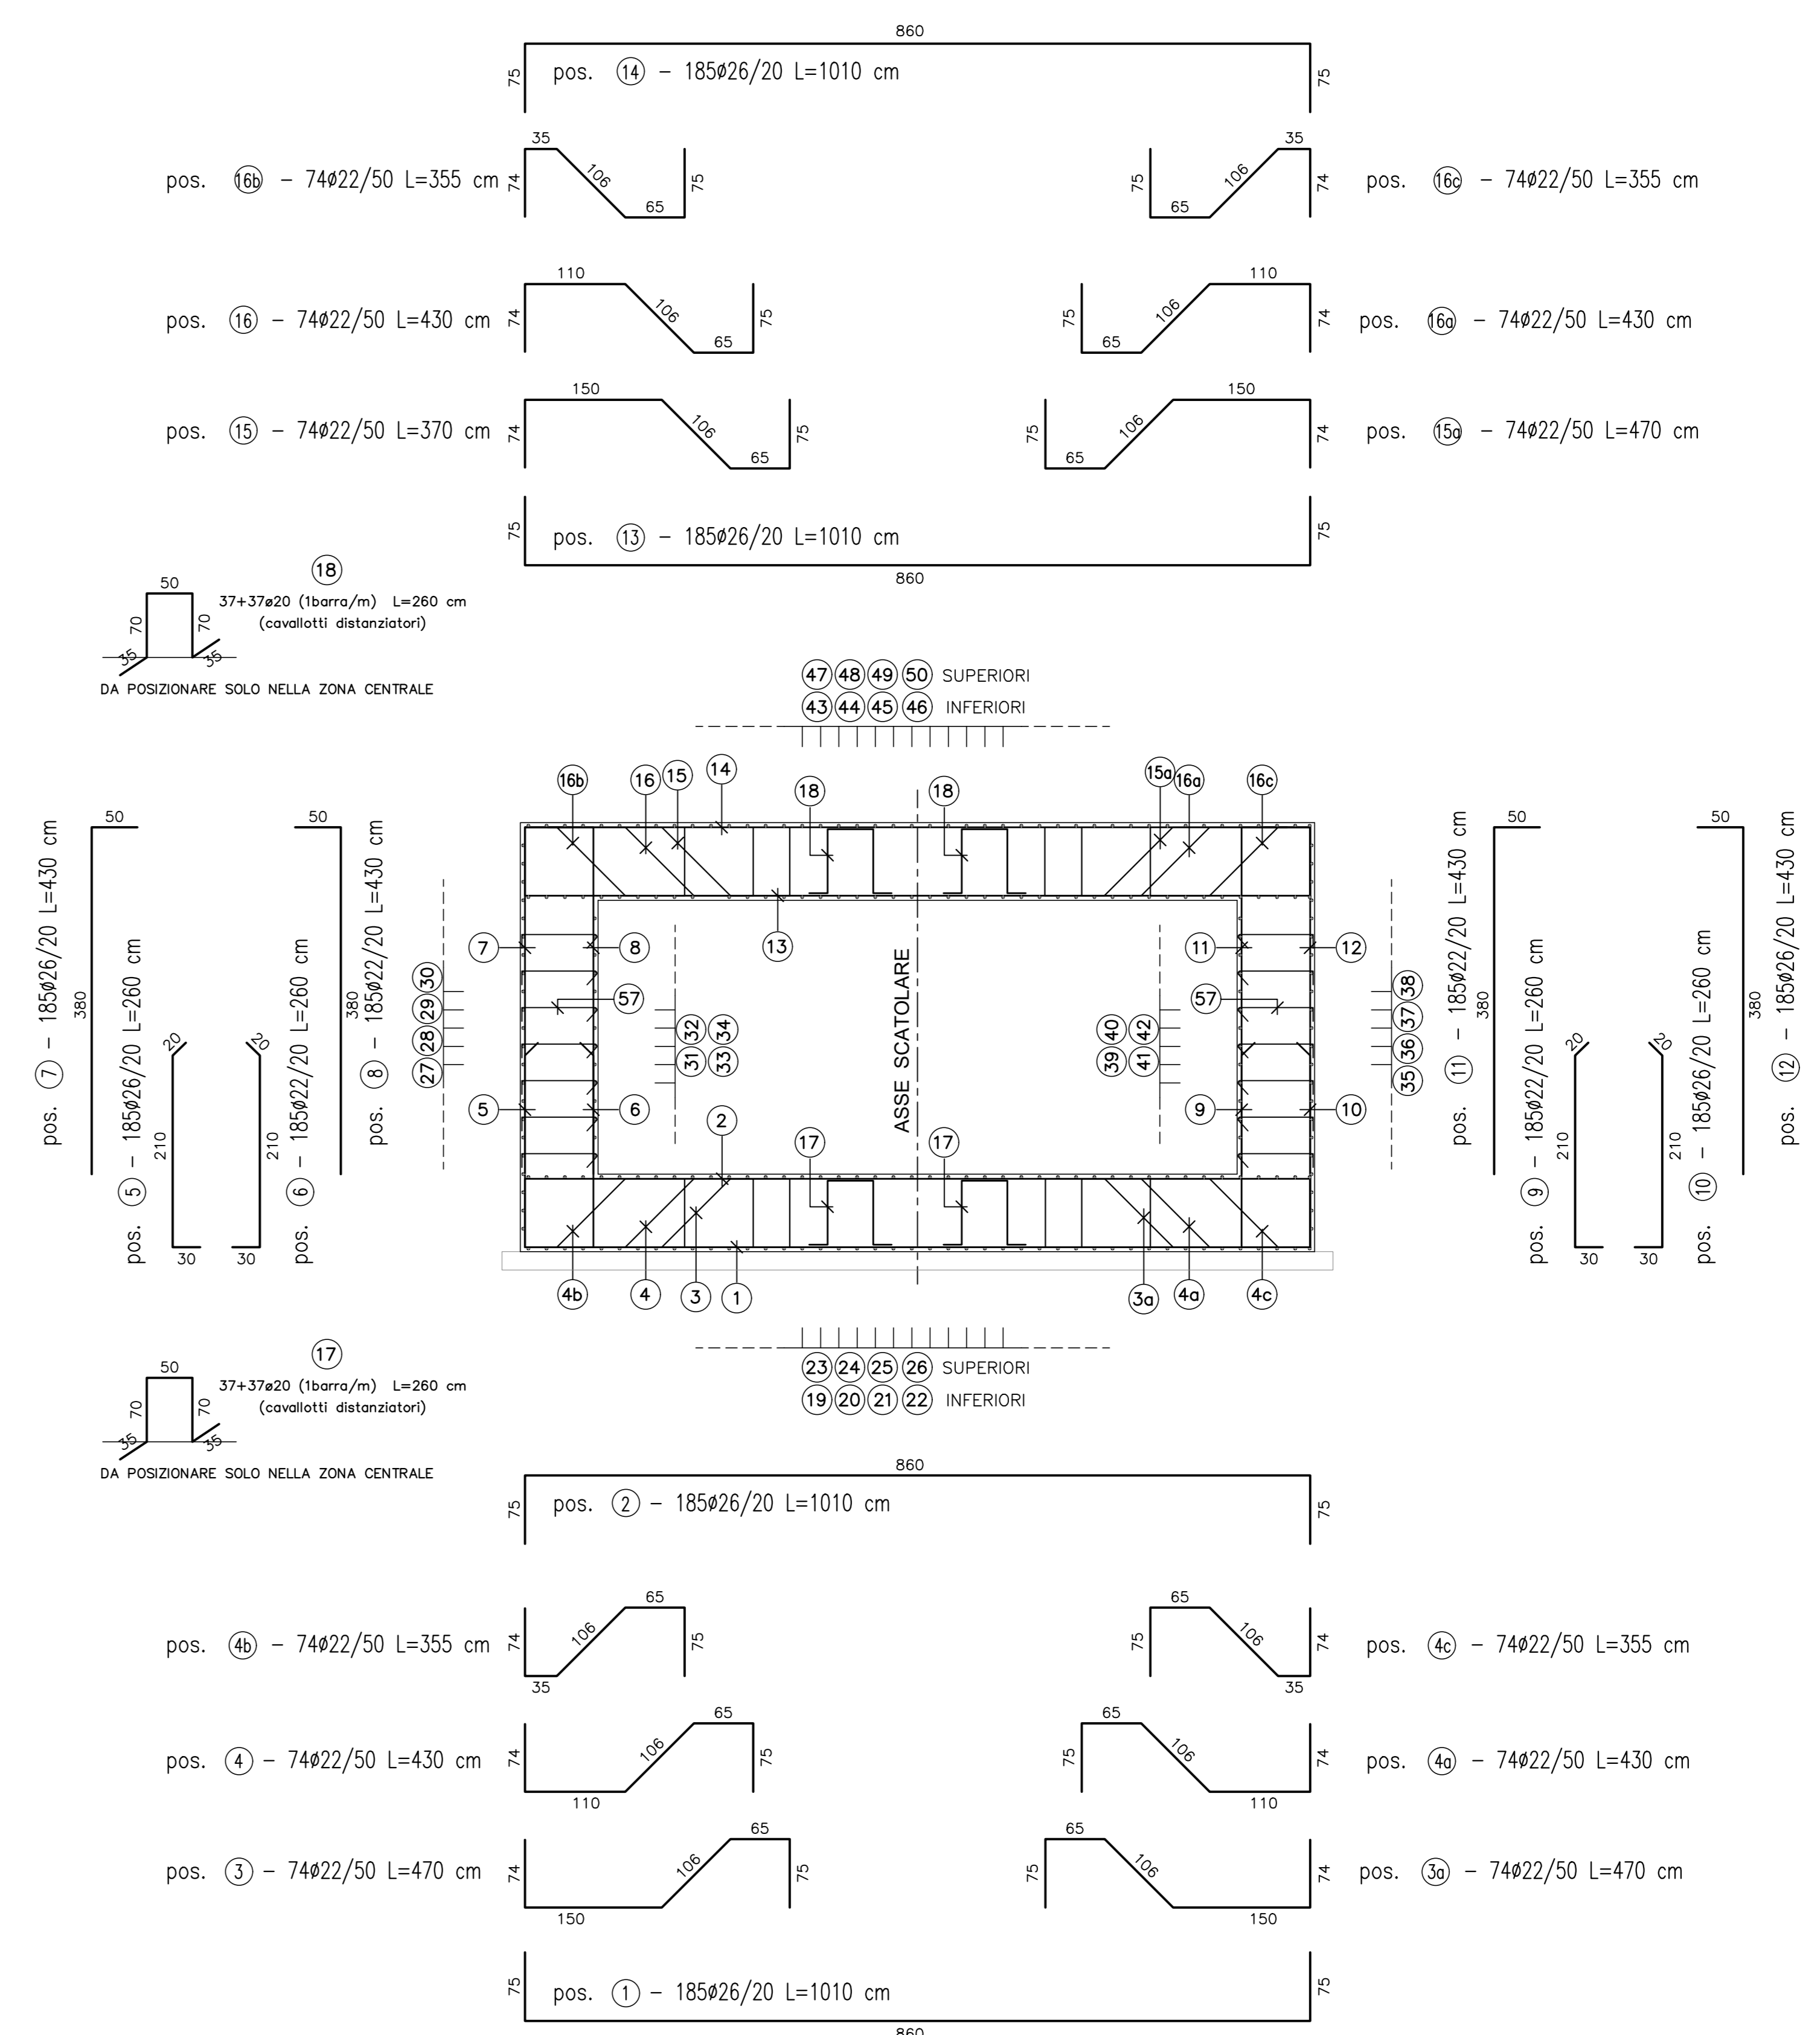 860
75 pos. 14 – 185ø26/20 L=1010 cm 75
35 35
pos. 16b – 74ø22/50 L=355 cm 74 106 65 75
75 65 106 74 pos. 16c – 74ø22/50 L=355 cm
110 110
pos. 16 – 74ø22/50 L=430 cm 74 106 65 75
75 65 106 74 pos. 16a – 74ø22/50 L=430 cm
150 150
pos. 15 – 74ø22/50 L=370 cm 74 106 65 75
75 65 106 74 pos. 15a – 74ø22/50 L=470 cm
75 pos. 13 – 185ø26/20 L=1010 cm 75
860
18
50
37+37ø20 (1barra/m) L=260 cm
(cavallotti distanziatori)
70 70
35 35
DA POSIZIONARE SOLO NELLA ZONA CENTRALE
47 48 49 50 SUPERIORI
43 44 45 46 INFERIORI
16b 16 15 14 18 18 15a 16a 16c
50
380
pos. 7 – 185ø26/20 L=430 cm
20
210
30
pos. 5 – 185ø26/20 L=260 cm
20
210
30
pos. 6 – 185ø22/20 L=260 cm
50
380
pos. 8 – 185ø22/20 L=430 cm
27 28 29 30
7 8 13 11 12
57 57
31 32
33 34
39 40
41 42
ASSE SCATOLARE
5 6 2 9 10
17 17
35 36 37 38
50
380
pos. 11 – 185ø22/20 L=430 cm
20
210
30
pos. 9 – 185ø22/20 L=260 cm
20
210
30
pos. 10 – 185ø26/20 L=260 cm
50
380
pos. 12 – 185ø26/20 L=430 cm
4b 4 3 1 3a 4a 4c
23 24 25 26 SUPERIORI
19 20 21 22 INFERIORI
17
50
37+37ø20 (1barra/m) L=260 cm
(cavallotti distanziatori)
70 70
35 35
DA POSIZIONARE SOLO NELLA ZONA CENTRALE
860
75 pos. 2 – 185ø26/20 L=1010 cm 75
65 65
pos. 4b – 74ø22/50 L=355 cm 74 106 75
75 106 74 pos. 4c – 74ø22/50 L=355 cm
35 35
65 65
pos. 4 – 74ø22/50 L=430 cm 74 106 75
75 106 74 pos. 4a – 74ø22/50 L=430 cm
110 110
65 65
pos. 3 – 74ø22/50 L=470 cm 74 106 75
75 106 74 pos. 3a – 74ø22/50 L=470 cm
150 150
75 pos. 1 – 185ø26/20 L=1010 cm 75
860